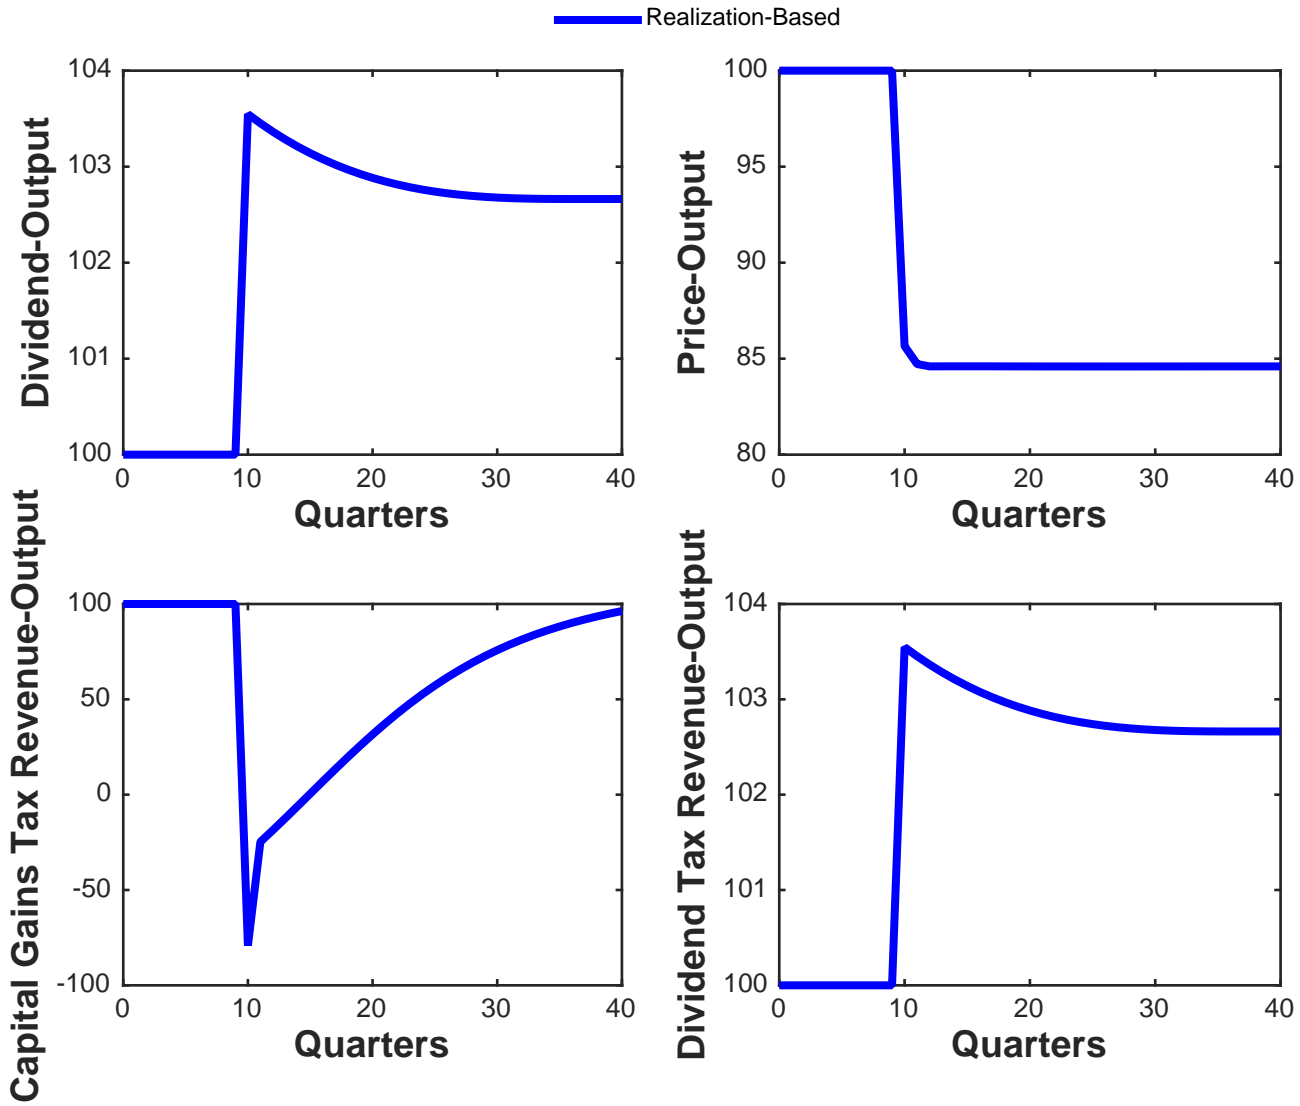 Realization-Based
Dividend-Output
104
103
102
101
100
0 10 20 30 40
Quarters
Price-Output
100
95
90
85
80
0 10 20 30 40
Quarters
Capital Gains Tax Revenue-Output
100
50
0
-50
-100
0 10 20 30 40
Quarters
Dividend Tax Revenue-Output
104
103
102
101
100
0 10 20 30 40
Quarters